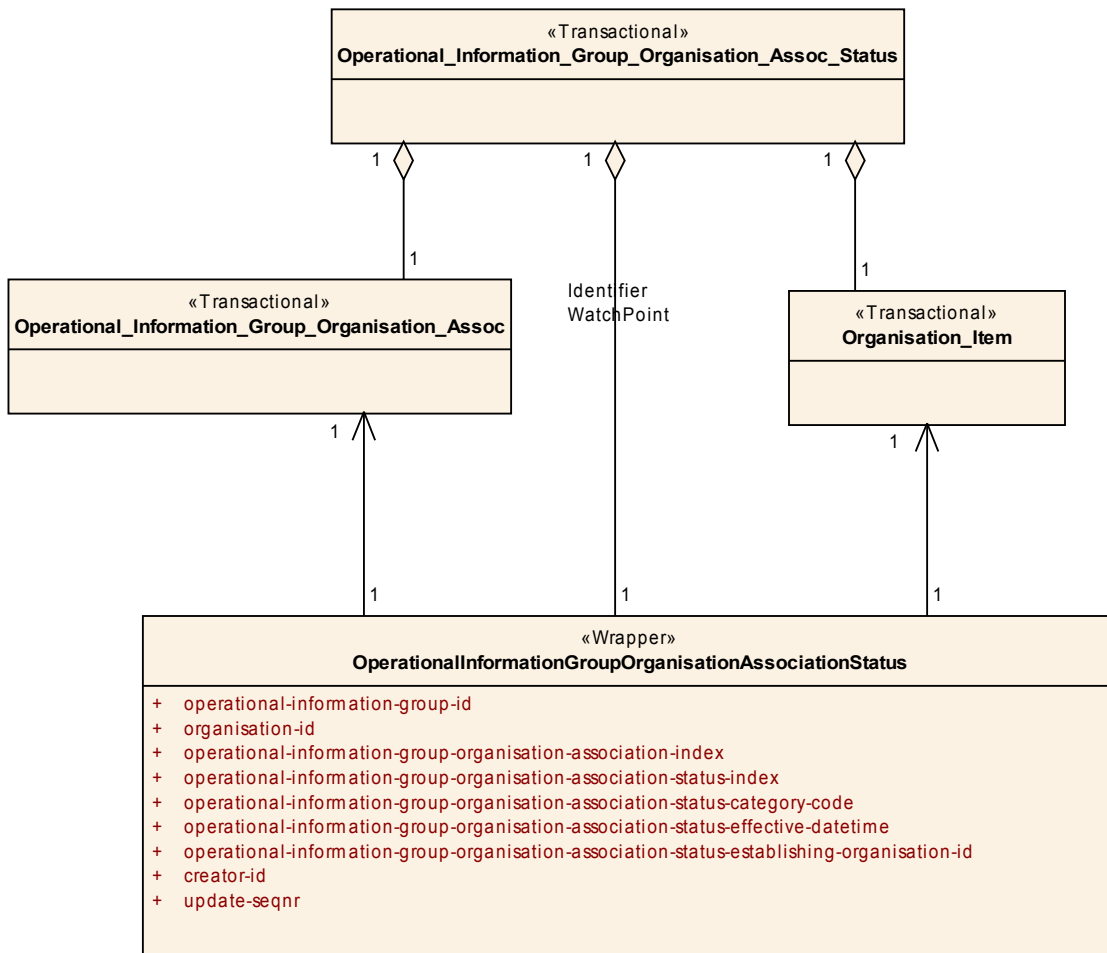 «Transactional»
Operational_Information_Group_Organisation_Assoc_Status
1
1
1
1
1
Identifier
WatchPoint
«Transactional»
Operational_Information_Group_Organisation_Assoc
«Transactional»
Organisation_Item
1
1
1
1
1
«Wrapper»
OperationalInformationGroupOrganisationAssociationStatus
+ operational-information-group-id
+ organisation-id
+ operational-information-group-organisation-association-index
+ operational-information-group-organisation-association-status-index
+ operational-information-group-organisation-association-status-category-code
+ operational-information-group-organisation-association-status-effective-datetime
+ operational-information-group-organisation-association-status-establishing-organisation-id
+ creator-id
+ update-seqnr